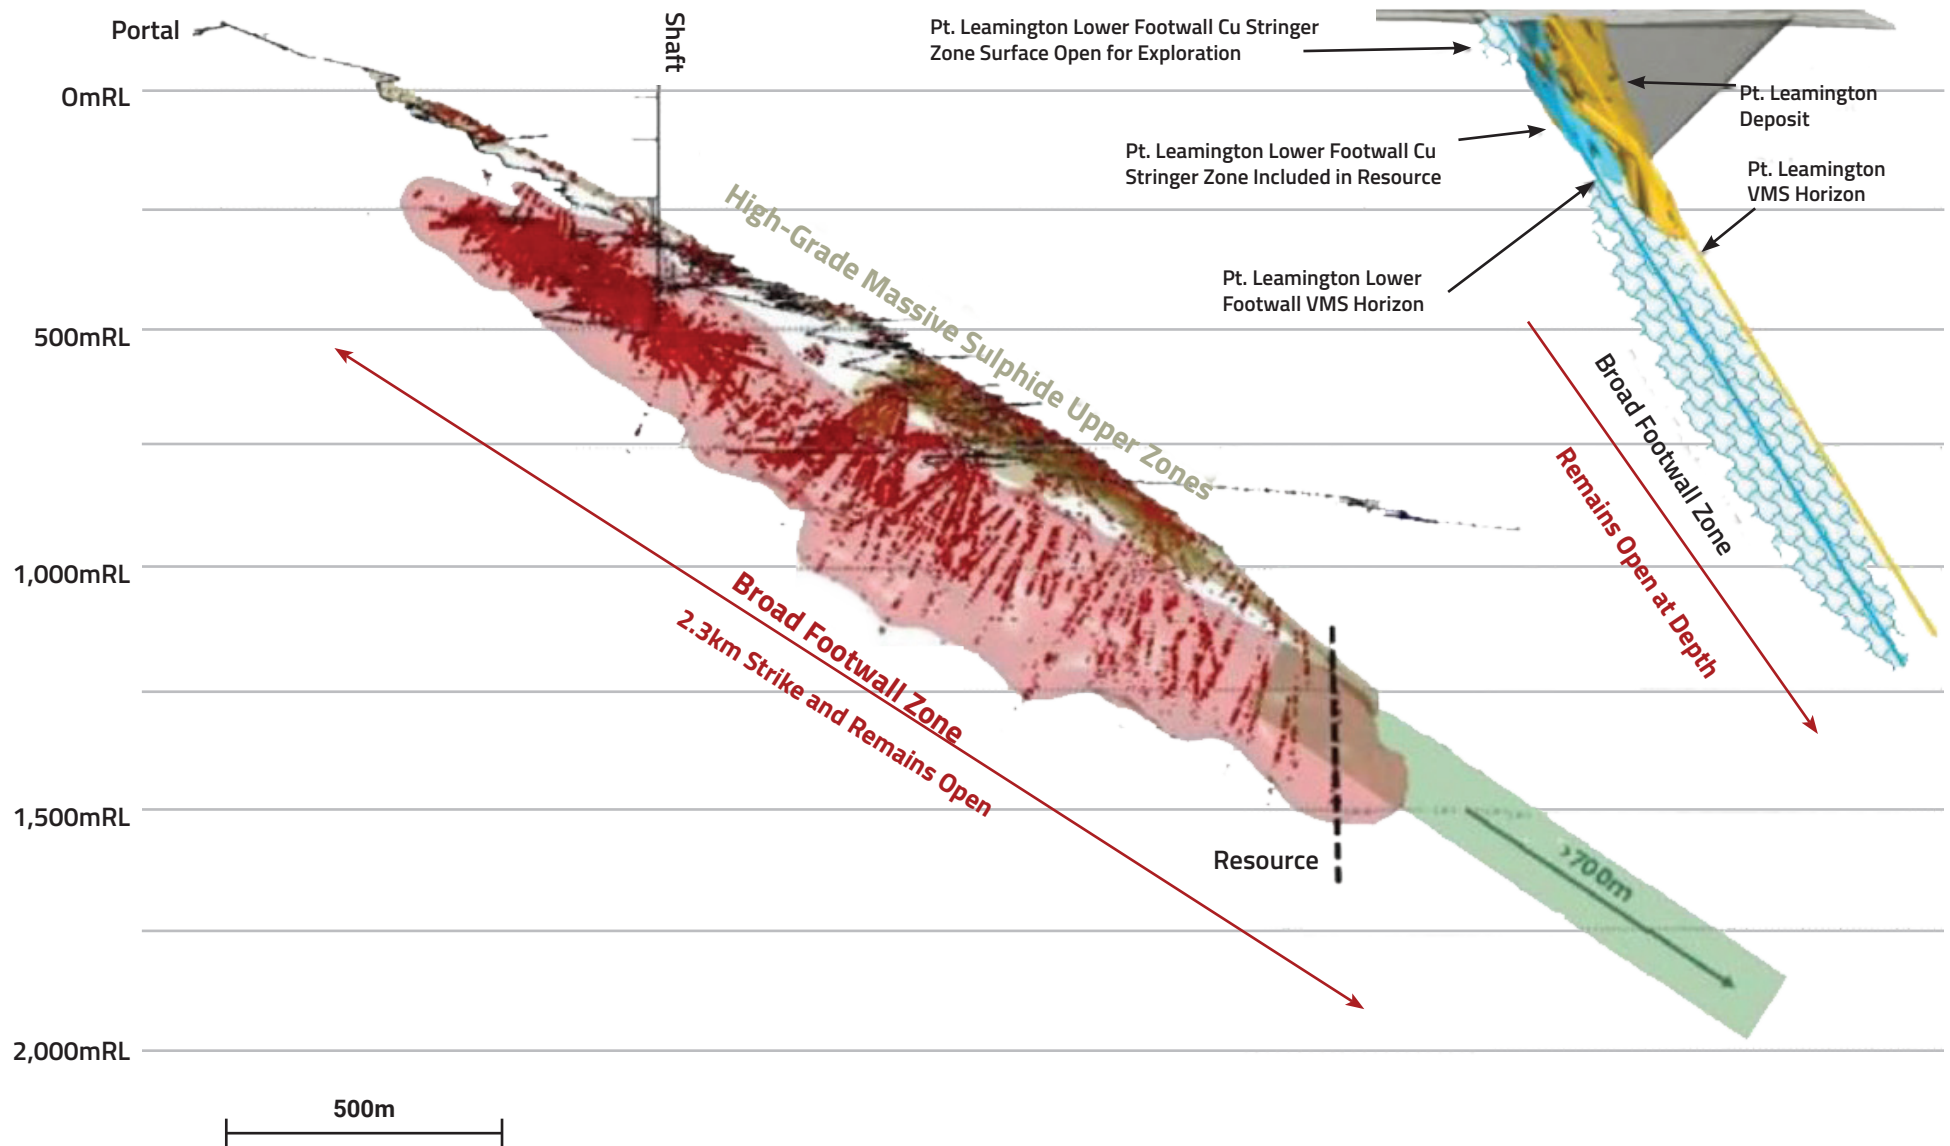 Portal
Shaft
0mRL
500mRL
1,000mRL
1,500mRL
2,000mRL
500m
High-Grade Massive Sulphide Upper Zones
Broad Footwall Zone
2.3km Strike and Remains Open
Resource
>700m
Pt. Leamington Lower Footwall Cu Stringer
Zone Surface Open for Exploration
Pt. Leamington
Deposit
Pt. Leamington Lower Footwall Cu
Stringer Zone Included in Resource
Pt. Leamington
VMS Horizon
Pt. Leamington Lower
Footwall VMS Horizon
Broad Footwall Zone
Remains Open at Depth